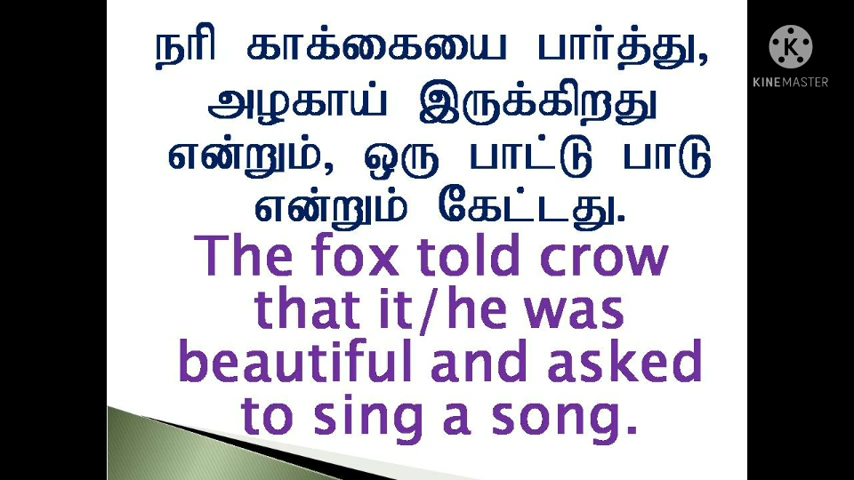 நரி காக்கையை பார்த்து,
அழகாய் இருக்கிறது
என்றும், ஒரு பாட்டு பாடு
என்றும் கேட்டது.
The fox told crow
that it/he was
beautiful and asked
to sing a song.
K
KINEMASTER